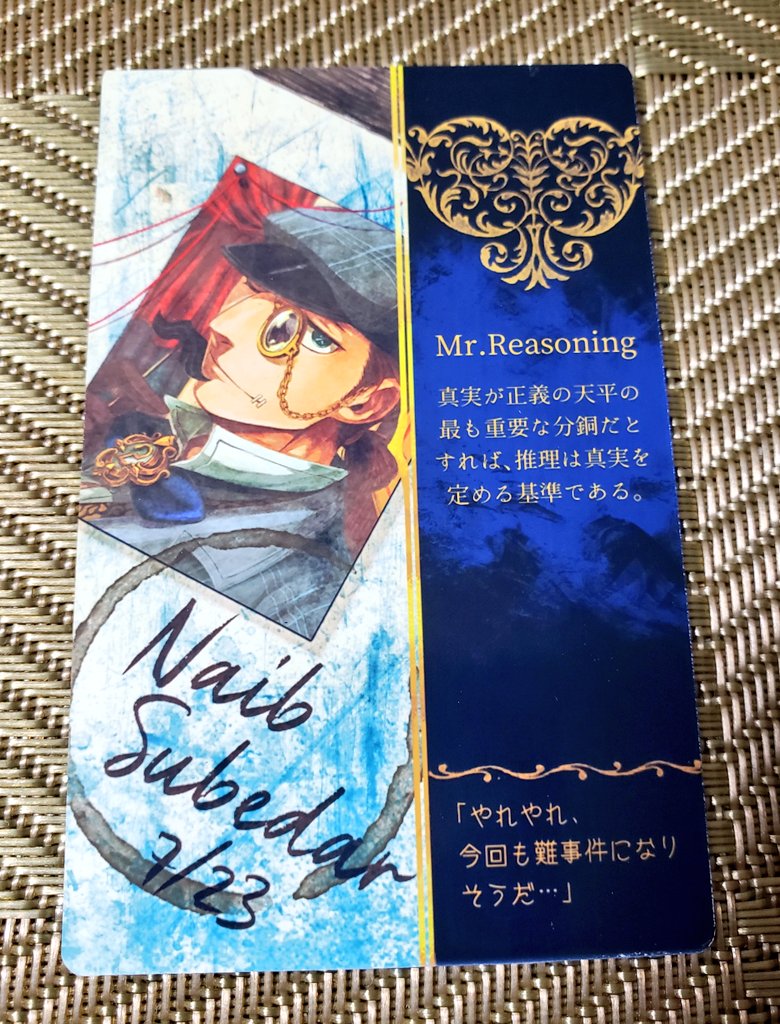 Naib
Subedar
7/23
Mr.Reasoning
真実が正義の天平の
最も重要な分銅だと
すれば、推理は真実を
定める基準である。
「やれやれ、
今回も難事件になり
そうだ…」